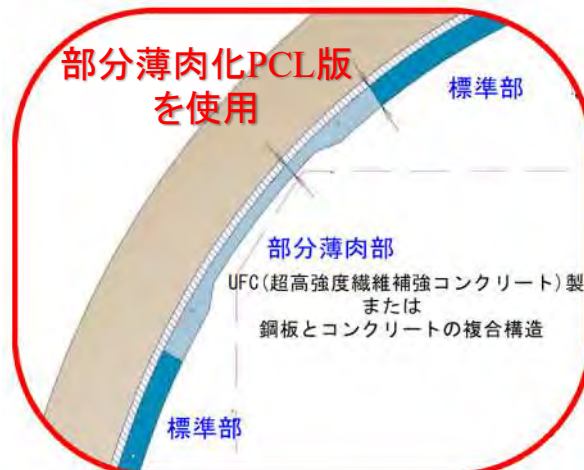 部分薄肉化PCL版
を使用
標準部
部分薄肉部
UFC(超高強度繊維補強コンクリート)製
または
鋼板とコンクリートの複合構造
標準部